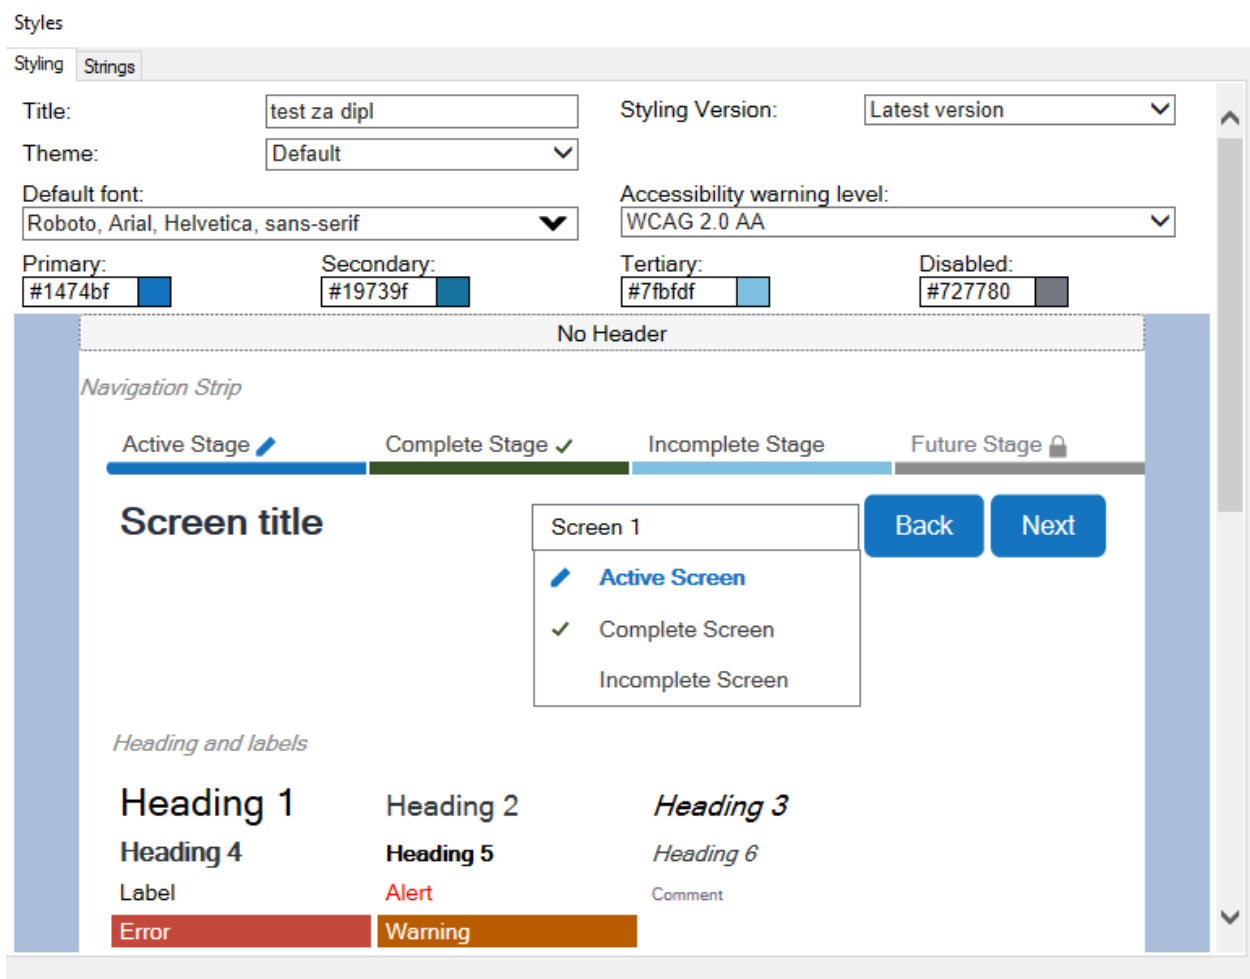 Styles
Styling Strings
Title: test za dipl Styling Version: Latest version
Theme: Default
Default font: Accessibility warning level:
Roboto, Arial, Helvetica, sans-serif WCAG 2.0 AA
Primary: Secondary: Tertiary: Disabled:
#1474bf #19739f #7fbfdf #727780
No Header
Navigation Strip
Active Stage Complete Stage Incomplete Stage Future Stage
Screen title Screen 1 Back Next
Active Screen
Complete Screen
Incomplete Screen
Heading and labels
Heading 1 Heading 2 Heading 3
Heading 4 Heading 5 Heading 6
Label Alert Comment
Error Warning